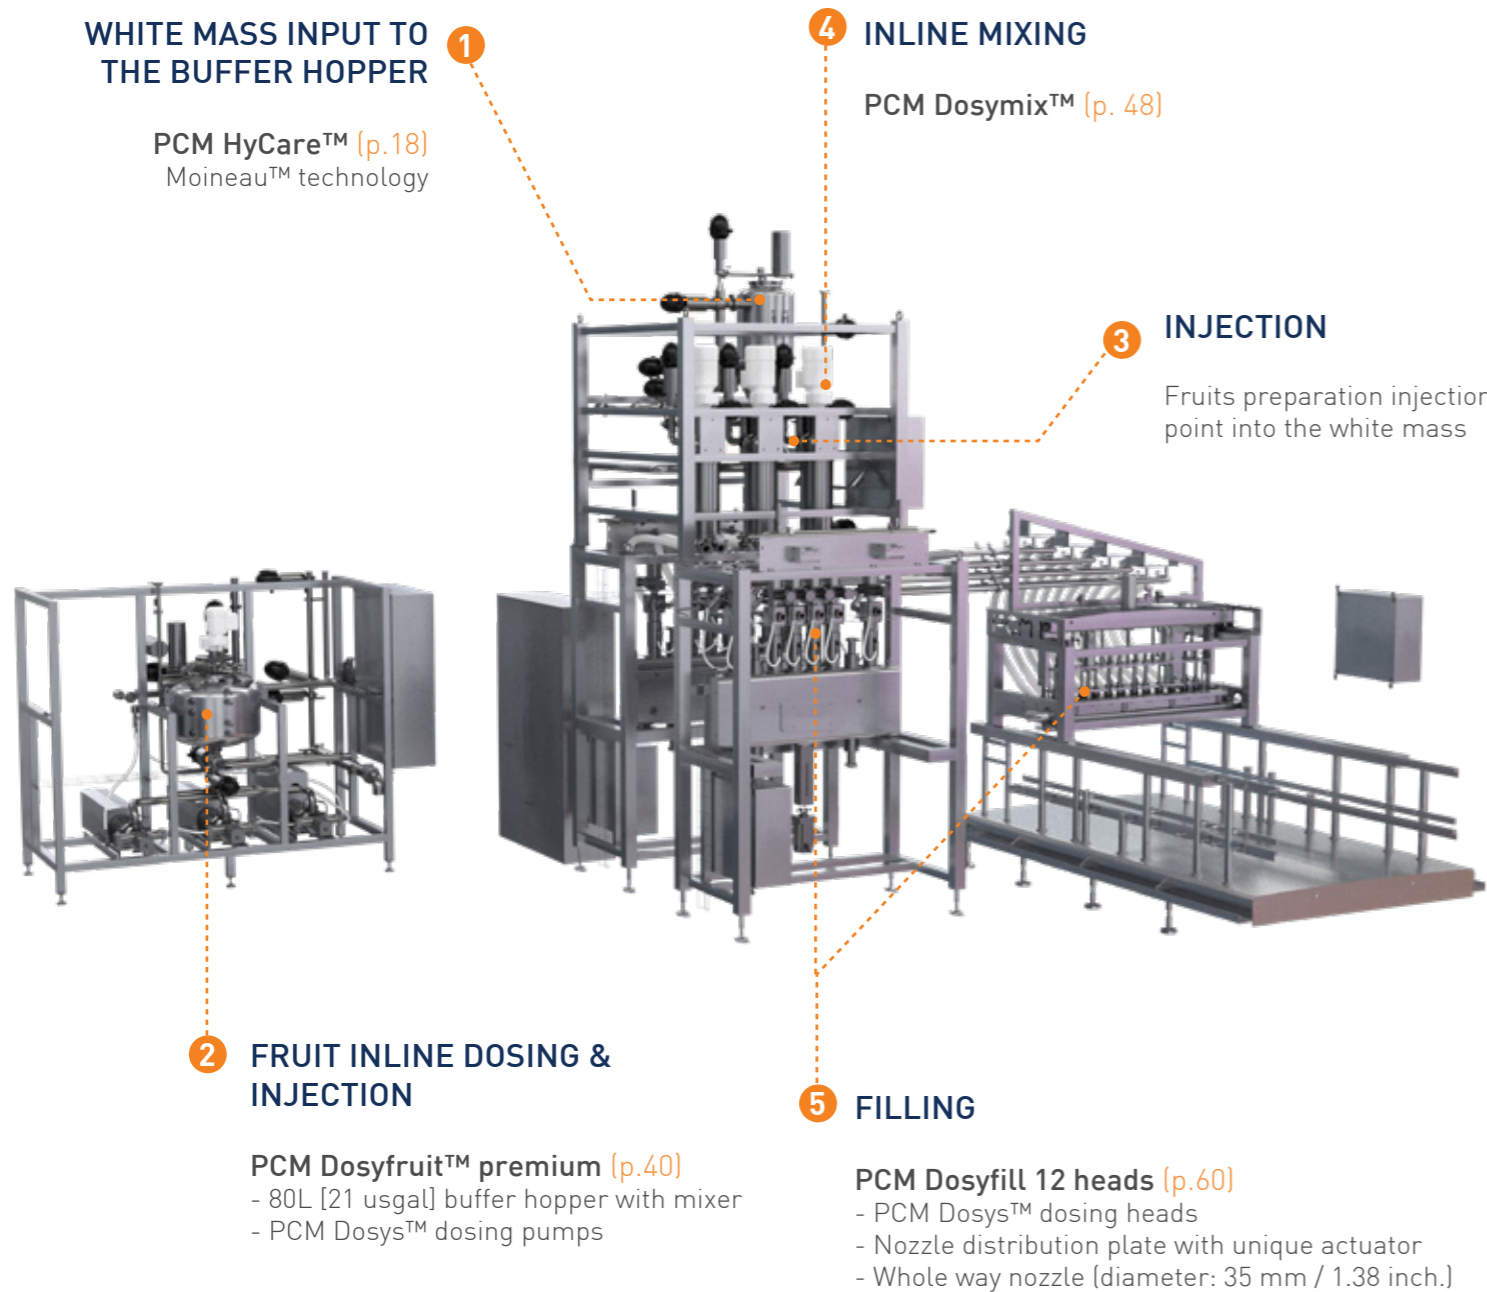 WHITE MASS INPUT TO
THE BUFFER HOPPER
1
PCM HyCare™ (p.18)
Moineau™ technology
4
INLINE MIXING
PCM Dosymix™ (p. 48)
3
INJECTION
Fruits preparation injection
point into the white mass
2
FRUIT INLINE DOSING &
INJECTION
PCM Dosyfruit™ premium (p.40)
- 80L [21 usgal] buffer hopper with mixer
- PCM Dosys™ dosing pumps
5
FILLING
PCM Dosyfill 12 heads (p.60)
- PCM Dosys™ dosing heads
- Nozzle distribution plate with unique actuator
- Whole way nozzle (diameter: 35 mm / 1.38 inch.)